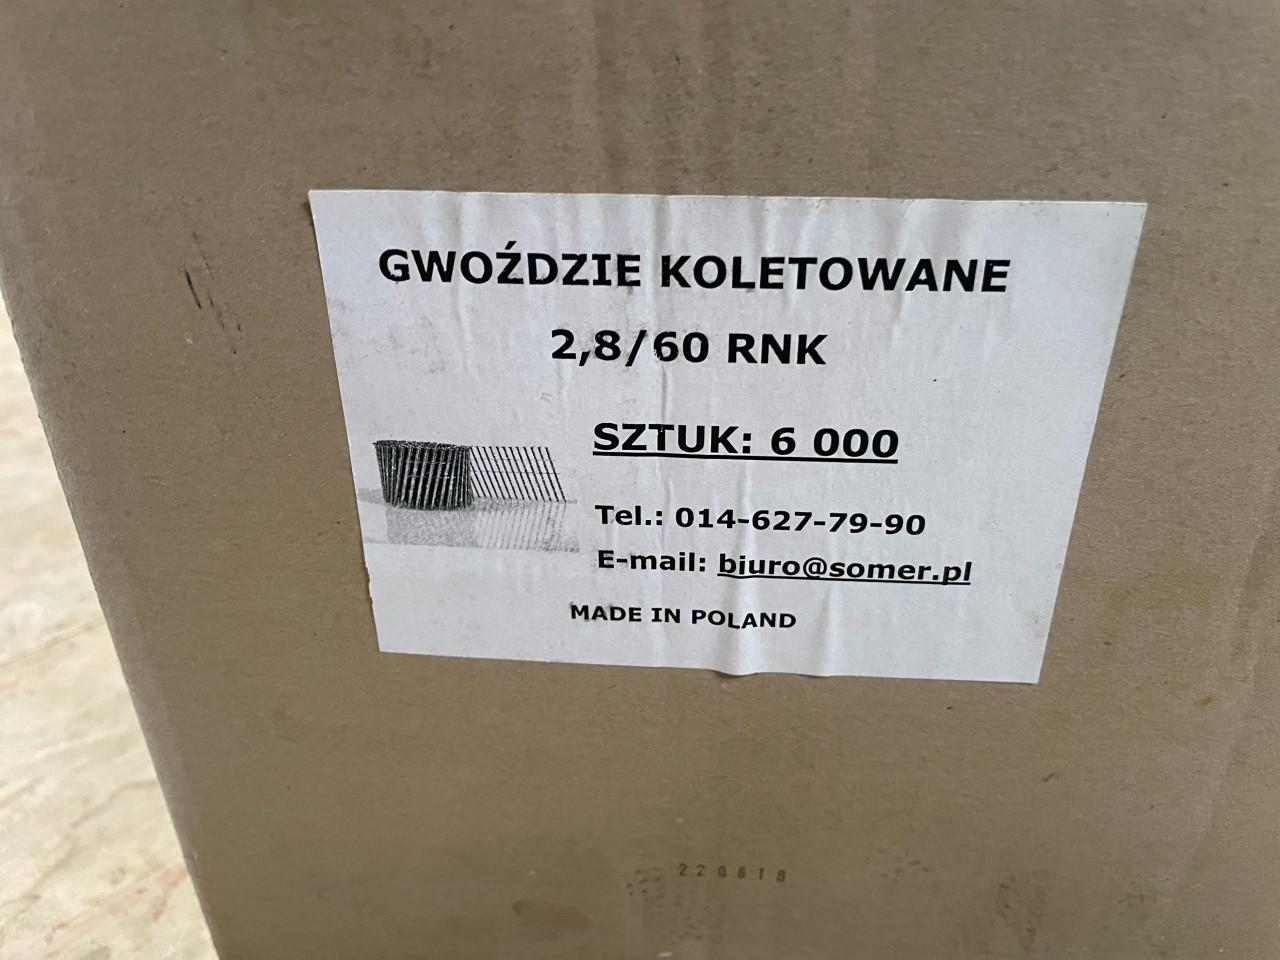 GWOŹDZIE KOLETOWANE
2,8/60 RNK
SZTUK: 6 000
Tel.: 014-627-79-90
E-mail: biuro@somer.pl
MADE IN POLAND